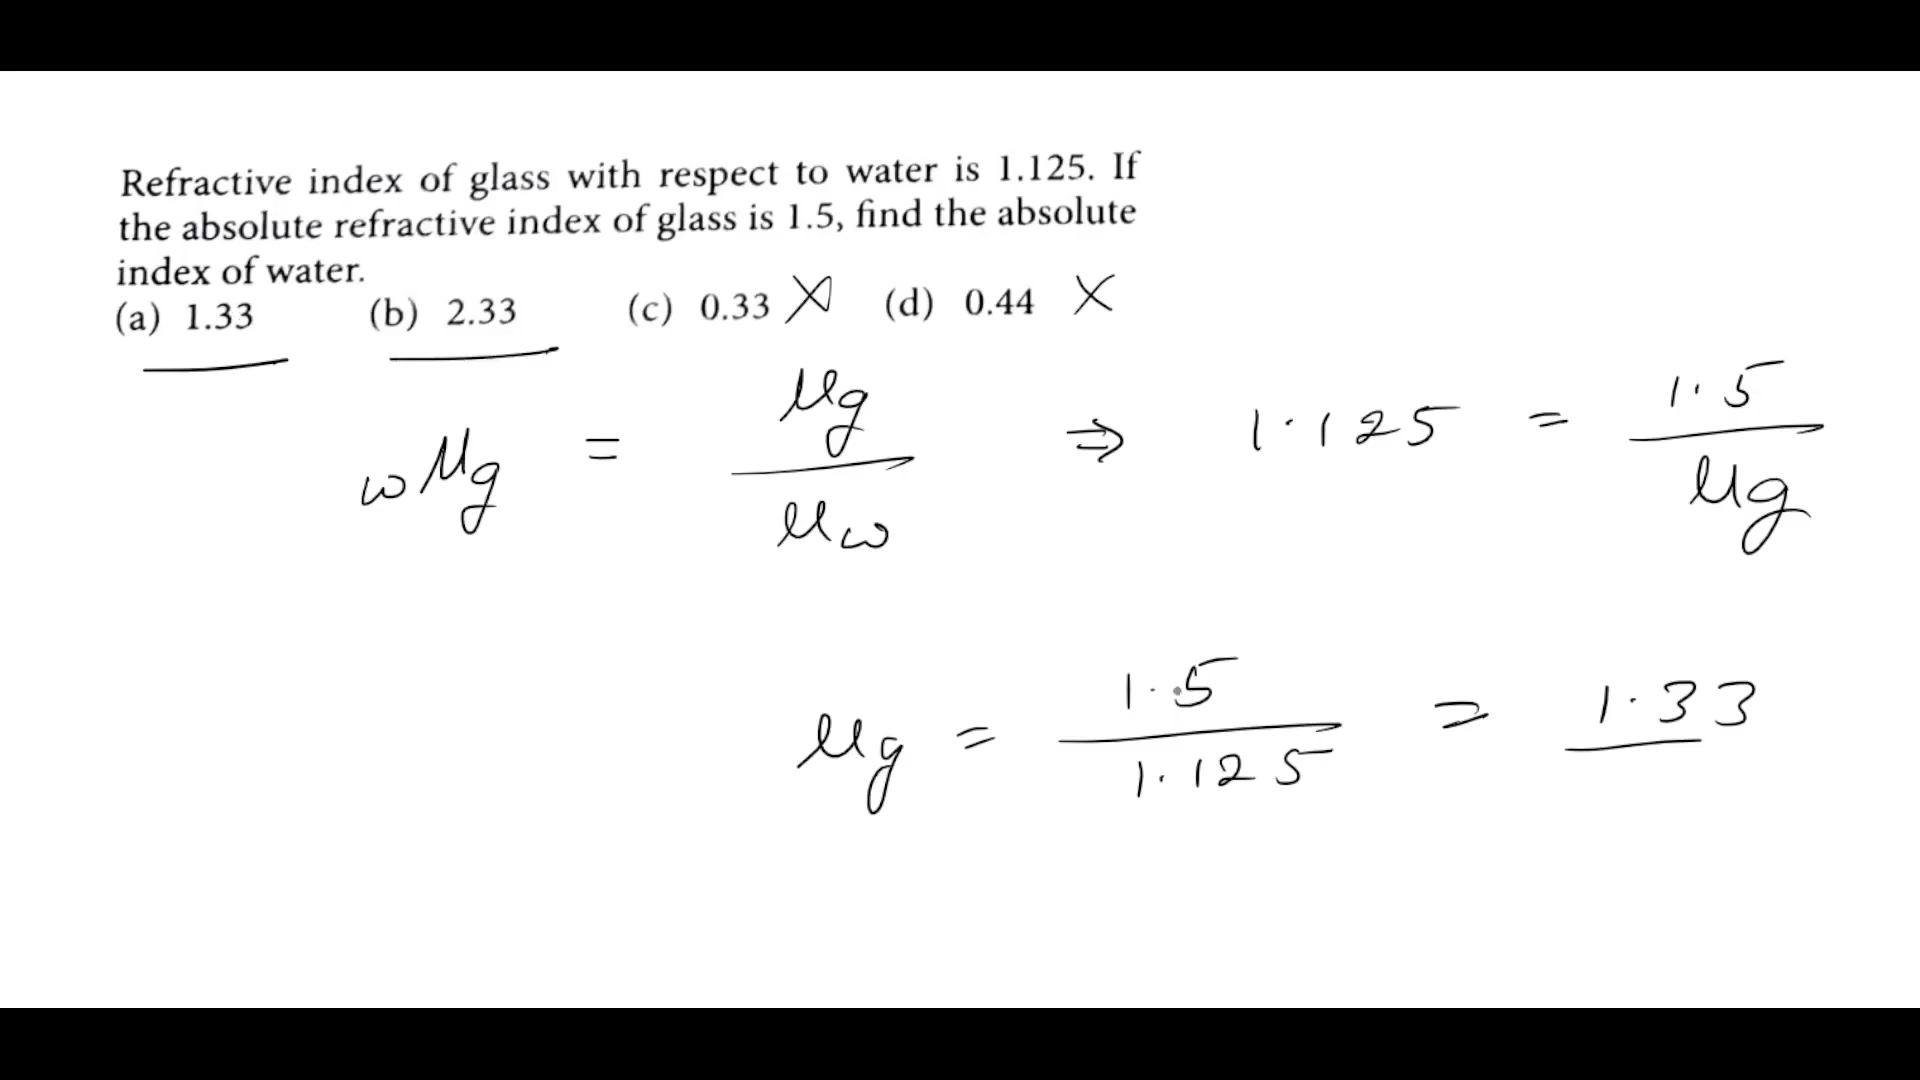 Refractive index of glass with respect to water is 1.125. If
the absolute refractive index of glass is 1.5, find the absolute
index of water.
(a) 1.33 (b) 2.33 (c) 0.33 X (d) 0.44 X
wμg = μg / μw ⇒ 1.125 = 1.5 / μg
μg = 1.5 / 1.125 = 1.33